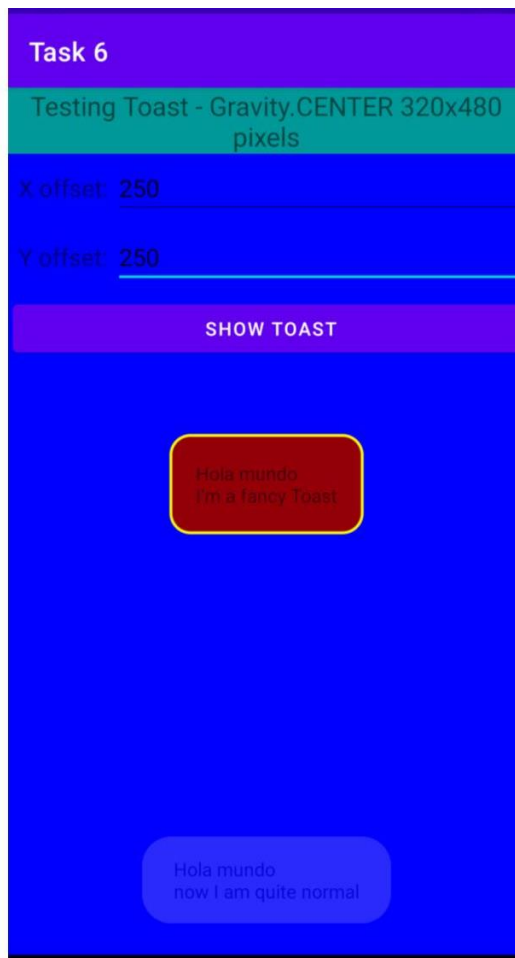 Task 6
Testing Toast - Gravity.CENTER 320x480
pixels
X offset: 250
Y offset: 250
SHOW TOAST
Hola mundo
I'm a fancy Toast
Hola mundo
now I am quite normal